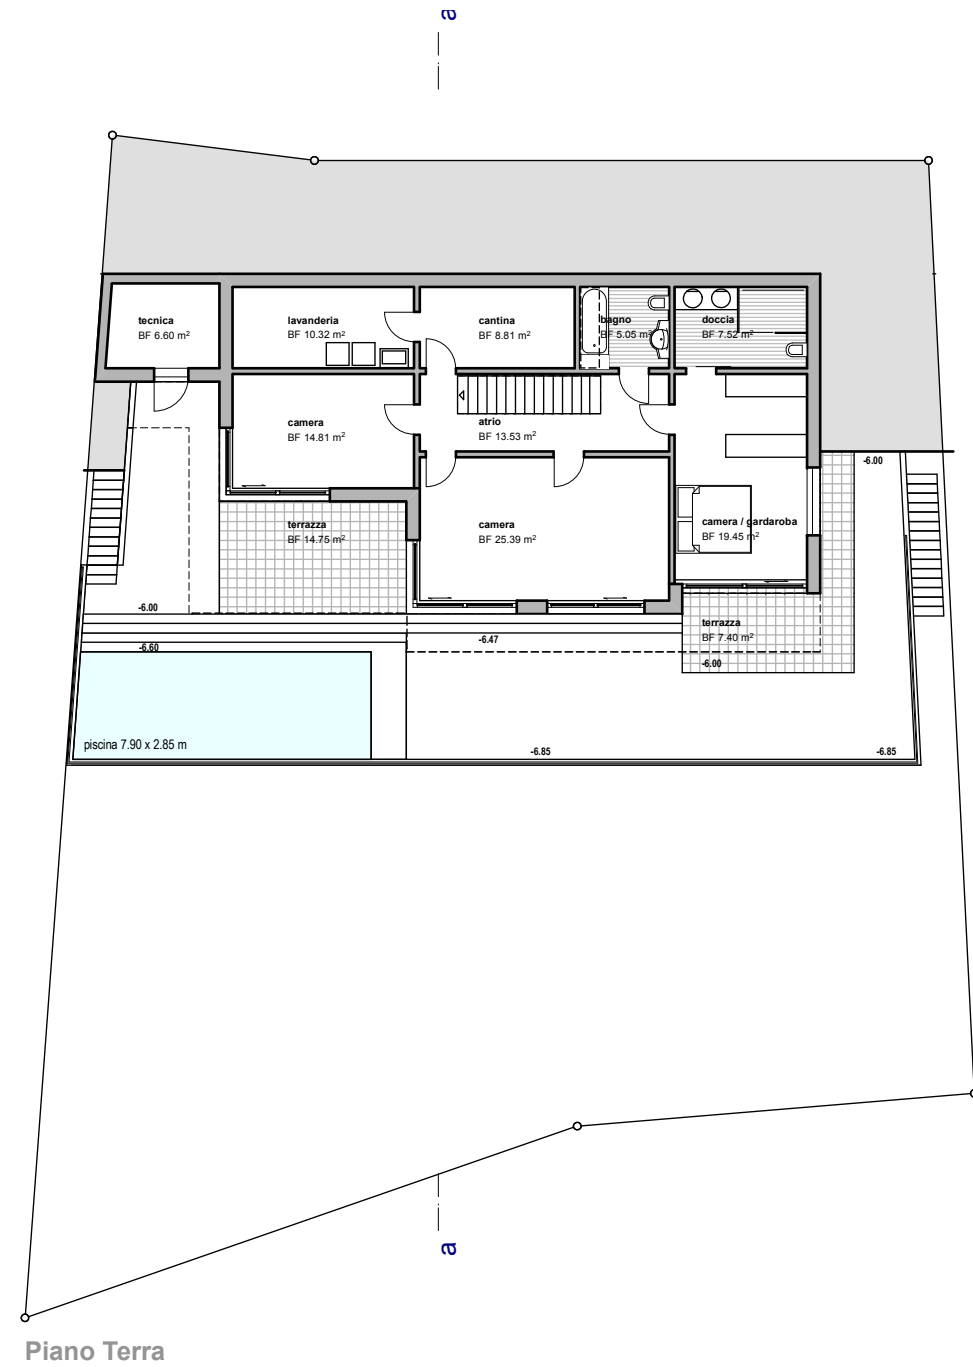 a
tecnica
BF 6.60 m²
lavanderia
BF 10.32 m²
cantina
BF 8.81 m²
bagno
BF 5.05 m²
doccia
BF 7.52 m²
camera
BF 14.81 m²
atrio
BF 13.53 m²
-6.00
terrazza
BF 14.75 m²
camera
BF 25.39 m²
camera / gardaroba
BF 19.45 m²
-6.00
-6.60
-6.47
terrazza
BF 7.40 m²
-6.00
piscina 7.90 x 2.85 m
-6.85
-6.85
a
Piano Terra